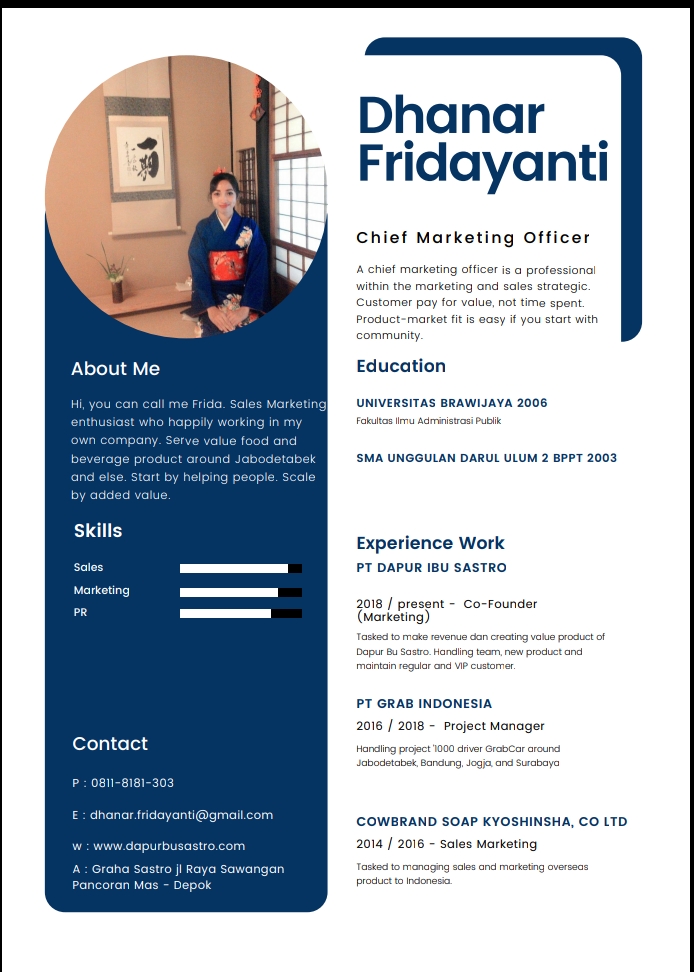 Dhanar
Fridayanti
Chief Marketing Officer
A chief marketing officer is a professional
within the marketing and sales strategic.
Customer pay for value, not time spent.
Product-market fit is easy if you start with
community.
About Me
Hi, you can call me Frida. Sales Marketing
enthusiast who happily working in my
own company. Serve value food and
beverage product around Jabodetabek
and else. Start by helping people. Scale
by added value.
Skills
Sales
Marketing
PR
Contact
P : 0811-8181-303
E : dhanar.fridayanti@gmail.com
w : www.dapurbusastro.com
A : Graha Sastro jl Raya Sawangan
Pancoran Mas - Depok
Education
UNIVERSITAS BRAWIJAYA 2006
Fakultas Ilmu Administrasi Publik
SMA UNGGULAN DARUL ULUM 2 BPPT 2003
Experience Work
PT DAPUR IBU SASTRO
2018 / present - Co-Founder
(Marketing)
Tasked to make revenue dan creating value product of
Dapur Bu Sastro. Handling team, new product and
maintain regular and VIP customer.
PT GRAB INDONESIA
2016 / 2018 - Project Manager
Handling project '1000 driver GrabCar around
Jabodetabek, Bandung, Jogja, and Surabaya
COWBRAND SOAP KYOSHINSHA, CO LTD
2014 / 2016 - Sales Marketing
Tasked to managing sales and marketing overseas
product to Indonesia.